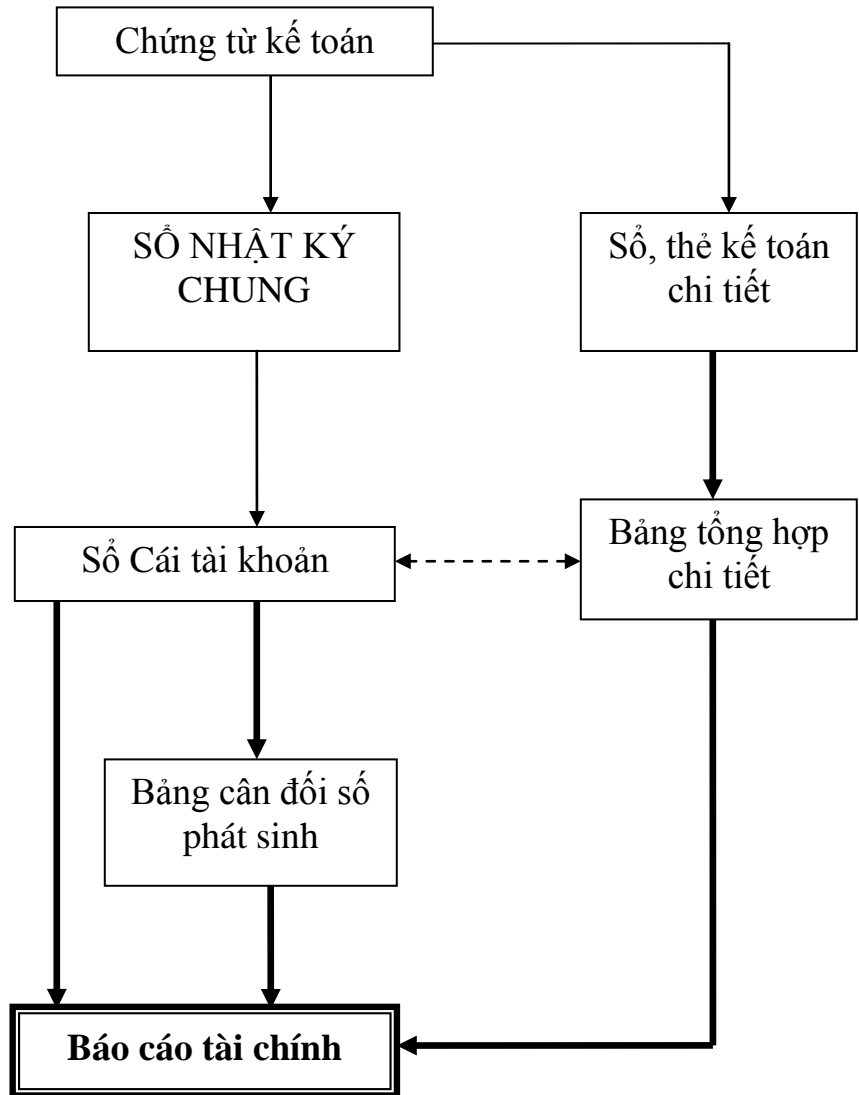 Chứng từ kế toán
SỔ NHẬT KÝ
CHUNG
Sổ, thẻ kế toán
chi tiết
Sổ Cái tài khoản
Bảng tổng hợp
chi tiết
Bảng cân đối số
phát sinh
Báo cáo tài chính